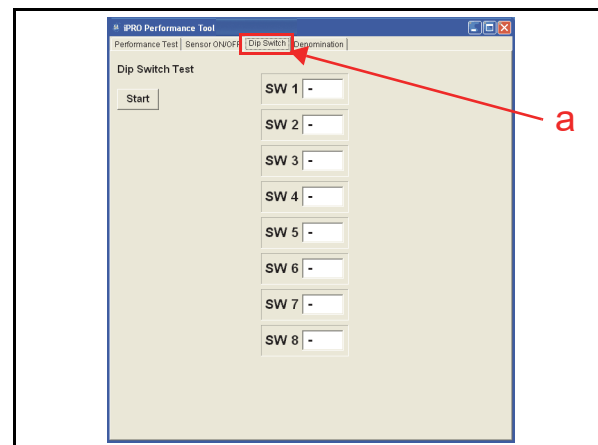 iPRO Performance Tool
Performance Test Sensor ON/OFF Dip Switch Denomination
Dip Switch Test
Start
SW 1 -
SW 2 -
SW 3 -
SW 4 -
SW 5 -
SW 6 -
SW 7 -
SW 8 -
a